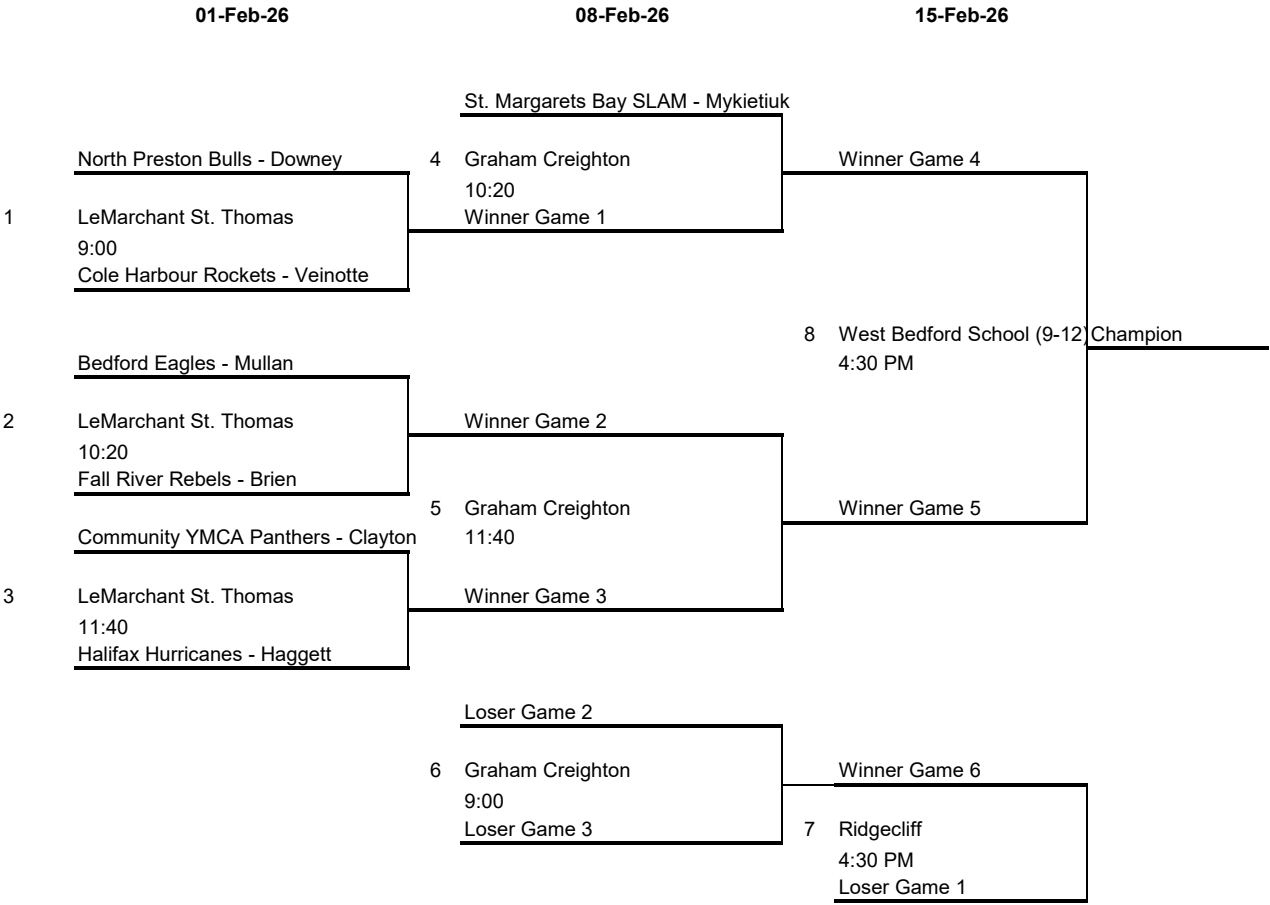 01-Feb-26 08-Feb-26 15-Feb-26
St. Margarets Bay SLAM - Mykietiuk
North Preston Bulls - Downey 4 Graham Creighton Winner Game 4
10:20
1 LeMarchant St. Thomas Winner Game 1
9:00
Cole Harbour Rockets - Veinotte
8 West Bedford School (9-12) Champion
Bedford Eagles - Mullan 4:30 PM
2 LeMarchant St. Thomas Winner Game 2
10:20
Fall River Rebels - Brien
5 Graham Creighton Winner Game 5
Community YMCA Panthers - Clayton 11:40
3 LeMarchant St. Thomas Winner Game 3
11:40
Halifax Hurricanes - Haggett
Loser Game 2
6 Graham Creighton Winner Game 6
9:00
Loser Game 3 7 Ridgecliff
4:30 PM
Loser Game 1